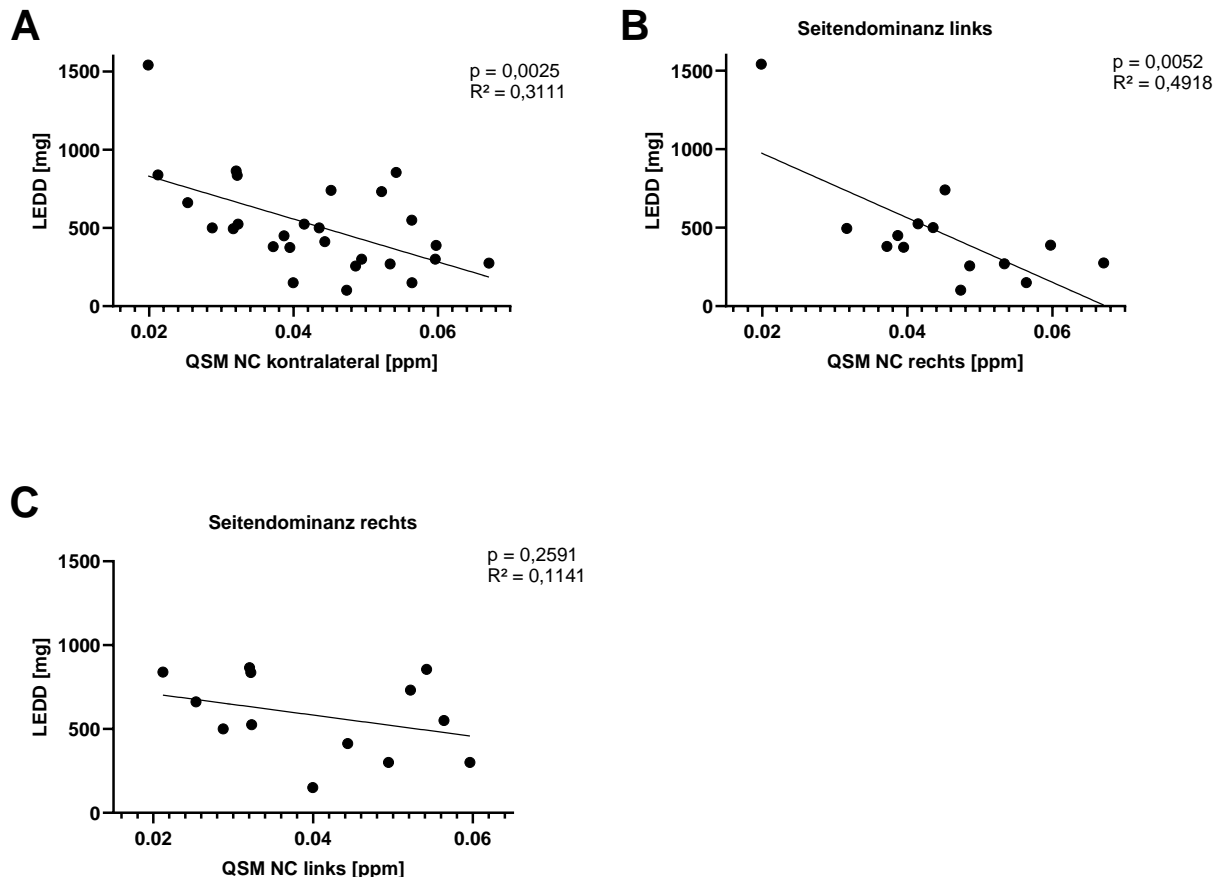 A
p = 0,0025
R² = 0,3111
1500
1000
500
0
LEDD [mg]
0.02 0.04 0.06
QSM NC kontralateral [ppm]
B
Seitendominanz links
p = 0,0052
R² = 0,4918
1500
1000
500
0
LEDD [mg]
0.02 0.04 0.06
QSM NC rechts [ppm]
C
Seitendominanz rechts
p = 0,2591
R² = 0,1141
1500
1000
500
0
LEDD [mg]
0.02 0.04 0.06
QSM NC links [ppm]